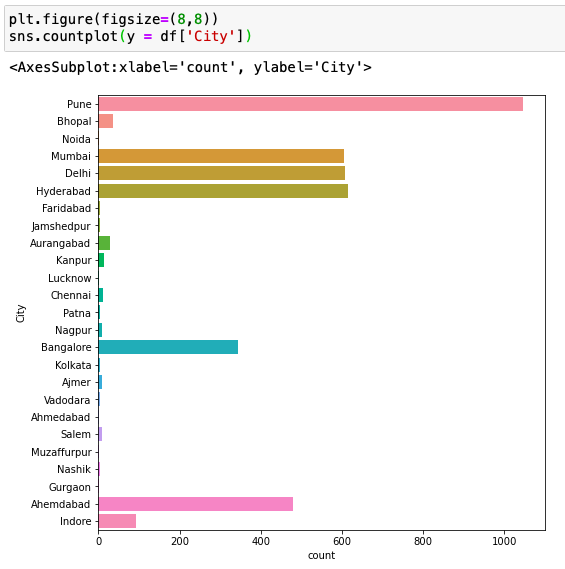 plt.figure(figsize=(8,8))
sns.countplot(y = df['City'])
<AxesSubplot:xlabel='count', ylabel='City'>
Pune
Bhopal
Noida
Mumbai
Delhi
Hyderabad
Faridabad
Jamshedpur
Aurangabad
Kanpur
Lucknow
Chennai
Patna
Nagpur
Bangalore
Kolkata
Ajmer
Vadodara
Ahmedabad
Salem
Muzaffurpur
Nashik
Gurgaon
Ahemdabad
Indore
City
0 200 400 600 800 1000
count